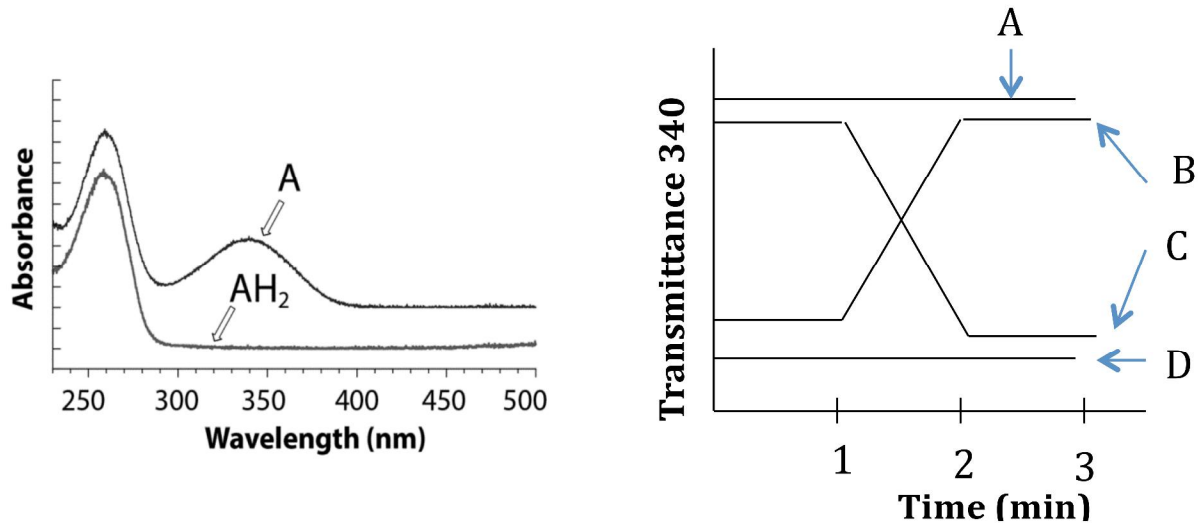 Absorbance
A
AH₂
250 300 350 400 450 500
Wavelength (nm)
Transmittance 340
A
B
C
D
1 2 3
Time (min)